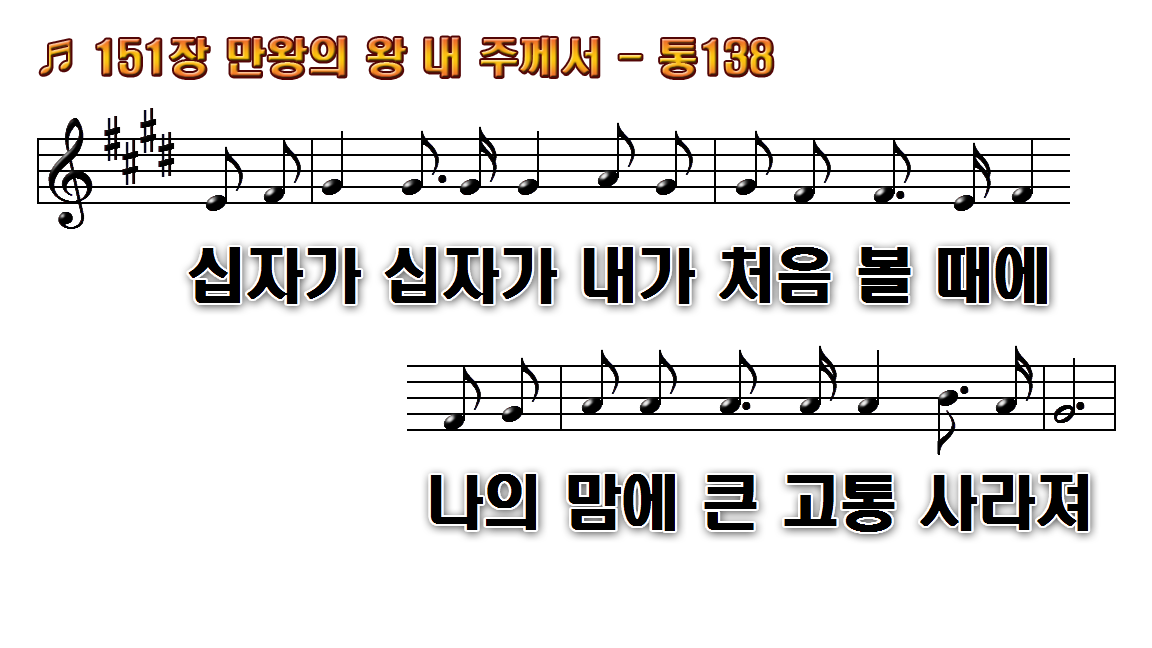 ♬ 151장 만왕의 왕 내 주께서 - 통138
십자가 십자가 내가 처음 볼 때에
나의 맘에 큰 고통 사라져